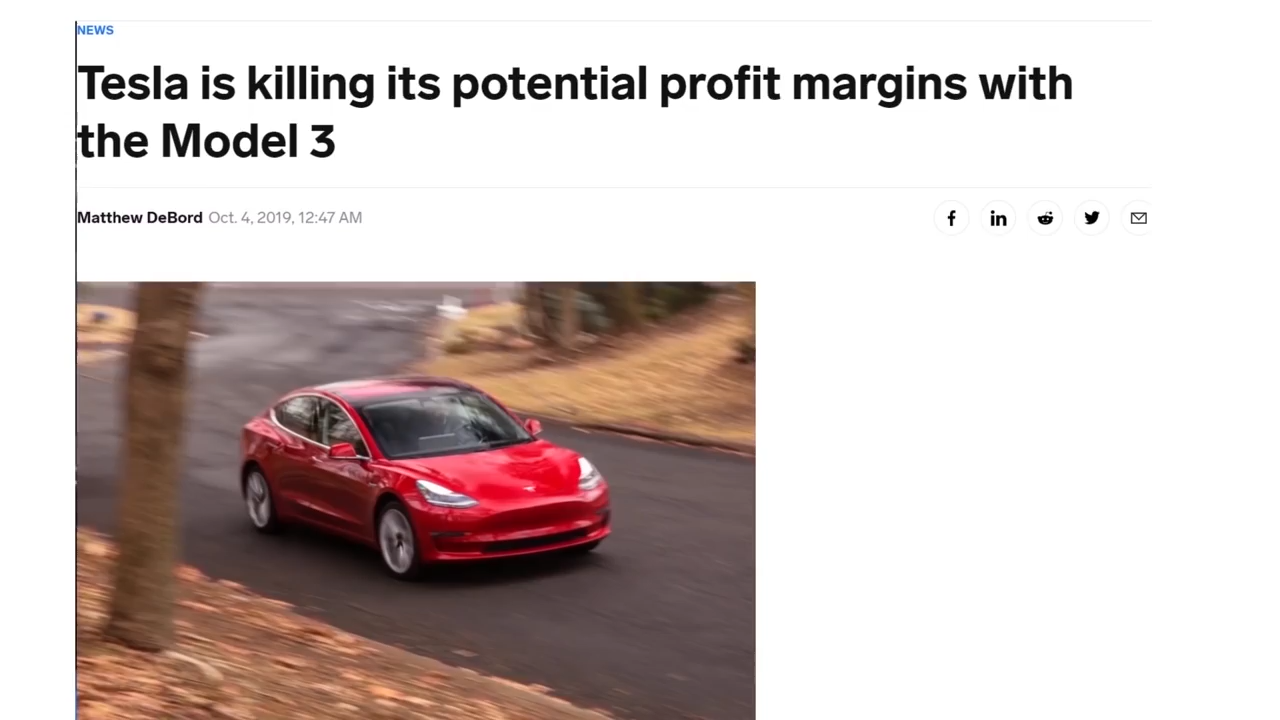 NEWS
Tesla is killing its potential profit margins with
the Model 3
Matthew DeBord Oct. 4, 2019, 12:47 AM